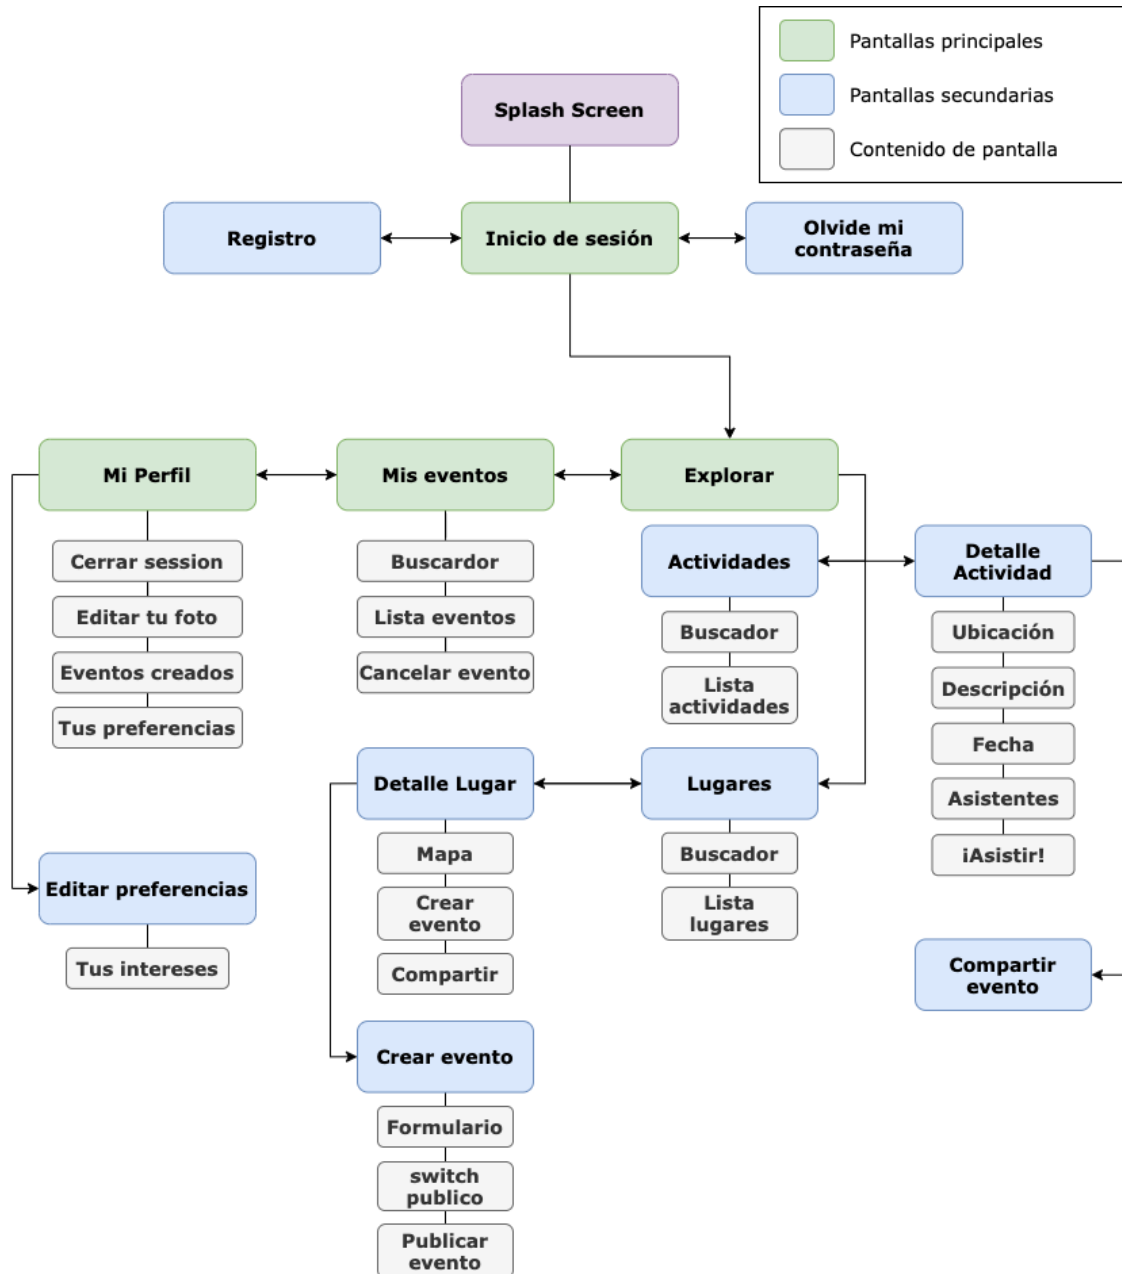 Pantallas principales
Pantallas secundarias
Contenido de pantalla
Splash Screen
Registro
Inicio de sesión
Olvide mi
contraseña
Mi Perfil
Mis eventos
Explorar
Cerrar session
Editar tu foto
Eventos creados
Tus preferencias
Buscardor
Lista eventos
Cancelar evento
Actividades
Buscador
Lista
actividades
Detalle
Actividad
Ubicación
Descripción
Fecha
Asistentes
¡Asistir!
Detalle Lugar
Mapa
Crear
evento
Compartir
Lugares
Buscador
Lista
lugares
Editar preferencias
Tus intereses
Compartir
evento
Crear evento
Formulario
switch
publico
Publicar
evento